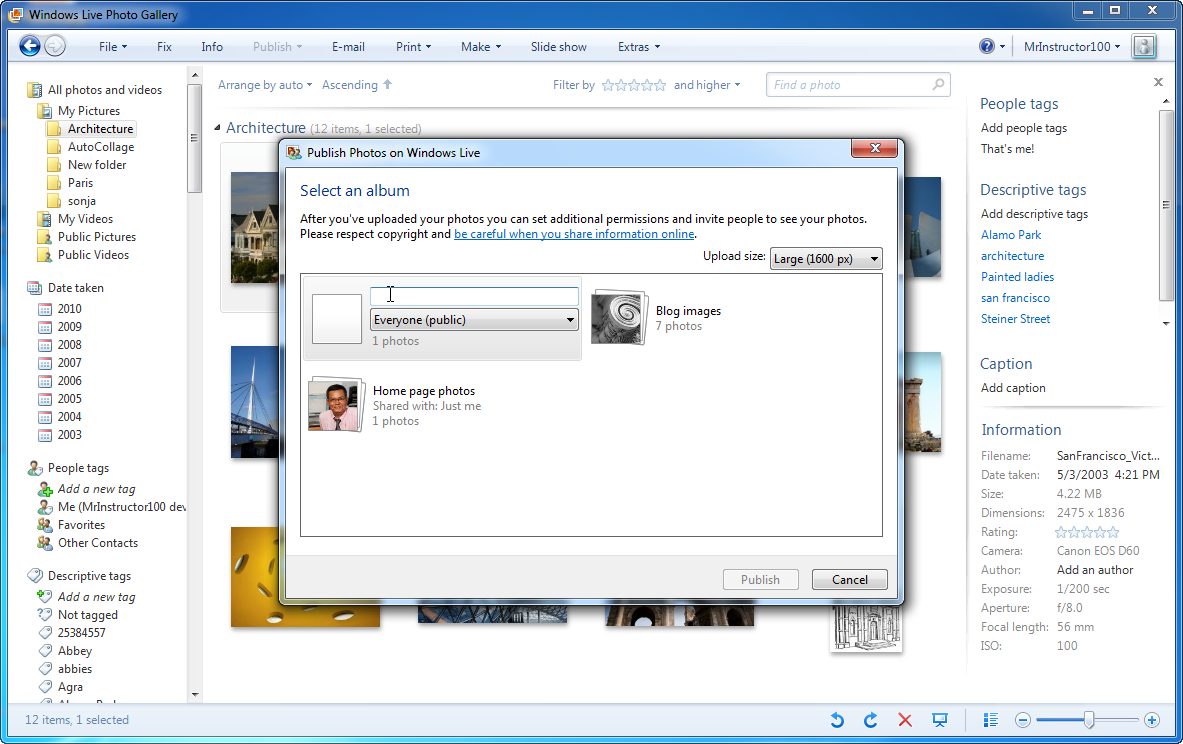 Windows Live Photo Gallery
File Fix Info Publish E-mail Print Make Slide show Extras MrInstructor100
All photos and videos
My Pictures
Architecture
AutoCollage
New folder
Paris
sonja
My Videos
Public Pictures
Public Videos
Date taken
2010
2009
2008
2007
2006
2005
2004
2003
People tags
Add a new tag
Me (MrInstructor100 dev
Favorites
Other Contacts
Descriptive tags
Add a new tag
Not tagged
25384557
Abbey
abbies
Agra
Arrange by auto Ascending Filter by and higher Find a photo
Architecture (12 items, 1 selected)
Publish Photos on Windows Live
Select an album
After you've uploaded your photos you can set additional permissions and invite people to see your photos.
Please respect copyright and be careful when you share information online.
Upload size: Large (1600 px)
Everyone (public)
1 photos
Blog images
7 photos
Home page photos
Shared with: Just me
1 photos
Publish Cancel
People tags
Add people tags
That's me!
Descriptive tags
Add descriptive tags
Alamo Park
architecture
Painted ladies
san francisco
Steiner Street
Caption
Add caption
Information
Filename: SanFrancisco_Vict...
Date taken: 5/3/2003 4:21 PM
Size: 4.22 MB
Dimensions: 2475 x 1836
Rating:
Camera: Canon EOS D60
Author: Add an author
Exposure: 1/200 sec
Aperture: f/8.0
Focal length: 56 mm
ISO: 100
12 items, 1 selected